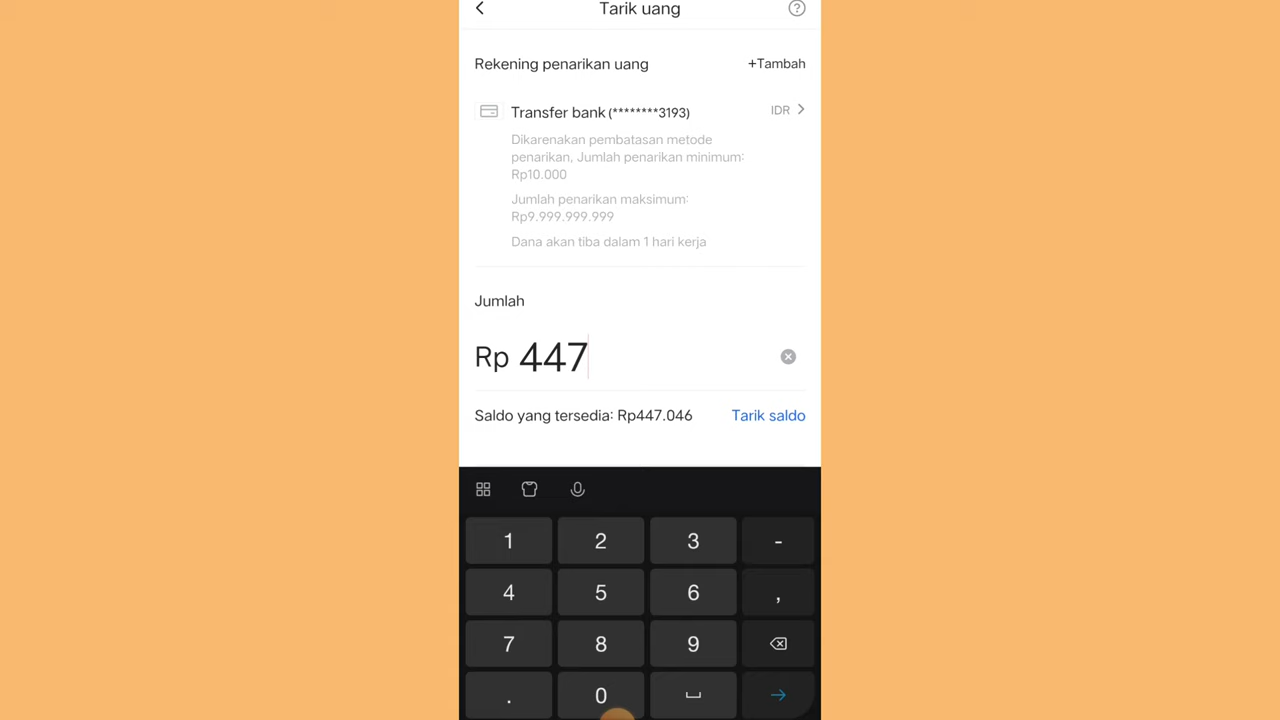 Tarik uang
Rekening penarikan uang +Tambah
Transfer bank (********3193) IDR
Dikarenakan pembatasan metode
penarikan, Jumlah penarikan minimum:
Rp10.000
Jumlah penarikan maksimum:
Rp9.999.999.999
Dana akan tiba dalam 1 hari kerja
Jumlah
Rp 447
Saldo yang tersedia: Rp447.046 Tarik saldo
1 2 3 -
4 5 6 ,
7 8 9
. 0